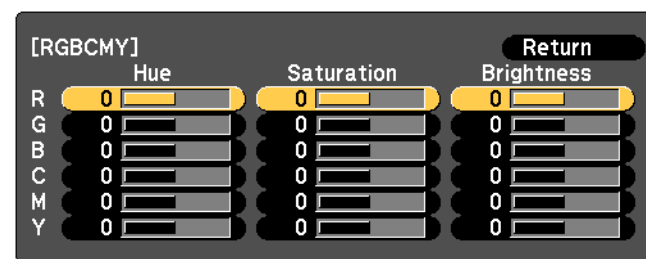 [RGBCMY] Return
Hue Saturation Brightness
R 0 0 0
G 0 0 0
B 0 0 0
C 0 0 0
M 0 0 0
Y 0 0 0